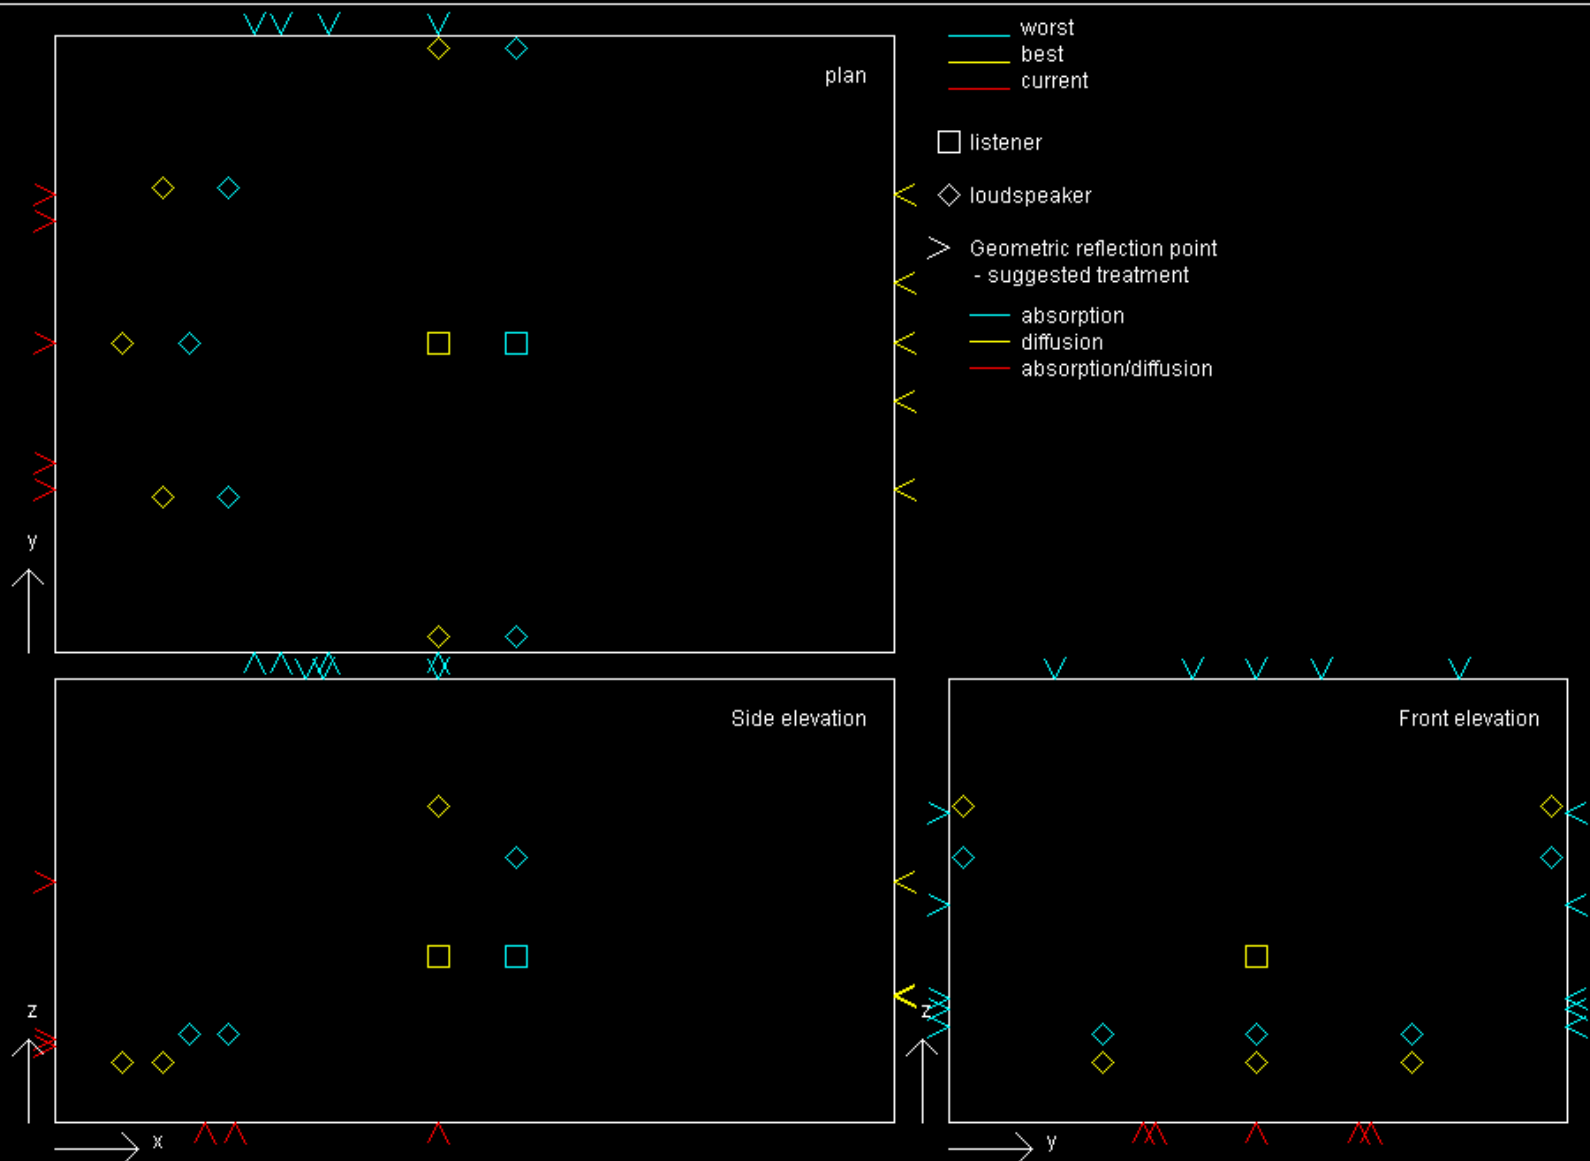 plan
worst
best
current
listener
loudspeaker
Geometric reflection point
- suggested treatment
absorption
diffusion
absorption/diffusion
y
Side elevation
z
x
Front elevation
z
y